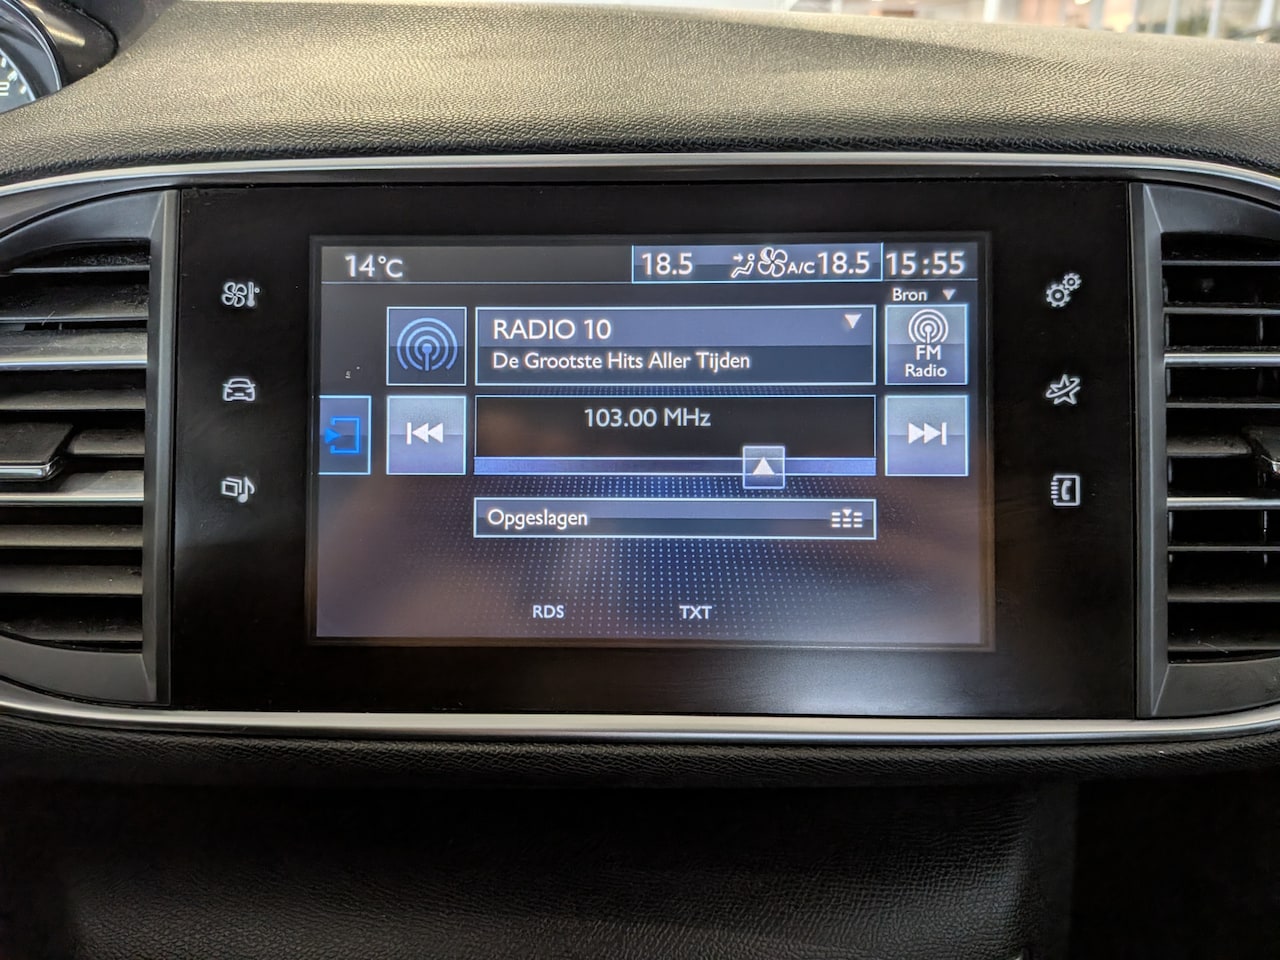 14°C
18.5 A/C 18.5 15:55
Bron
RADIO 10
De Grootste Hits Aller Tijden
FM
Radio
103.00 MHz
Opgeslagen
RDS TXT